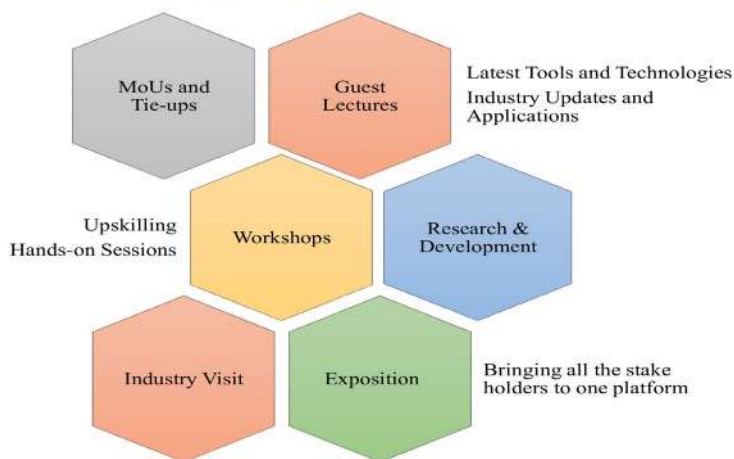 MoUs and
Tie-ups
Guest
Lectures
Latest Tools and Technologies
Industry Updates and
Applications
Upskilling
Hands-on Sessions
Workshops
Research &
Development
Industry Visit
Exposition
Bringing all the stake
holders to one platform